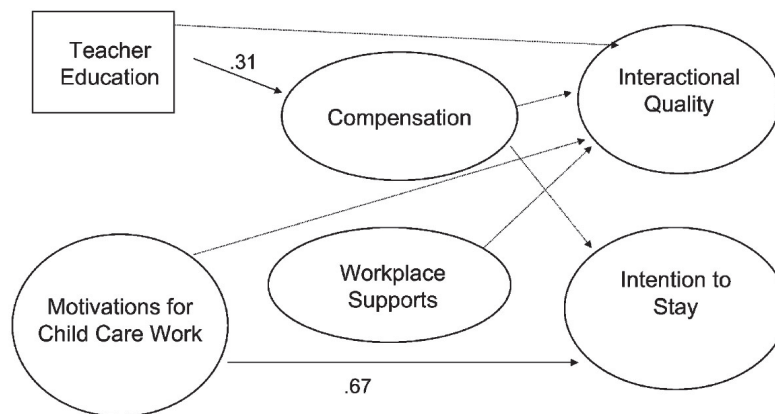 Teacher
Education
.31
Compensation
Interactional
Quality
Motivations for
Child Care Work
Workplace
Supports
Intention to
Stay
.67